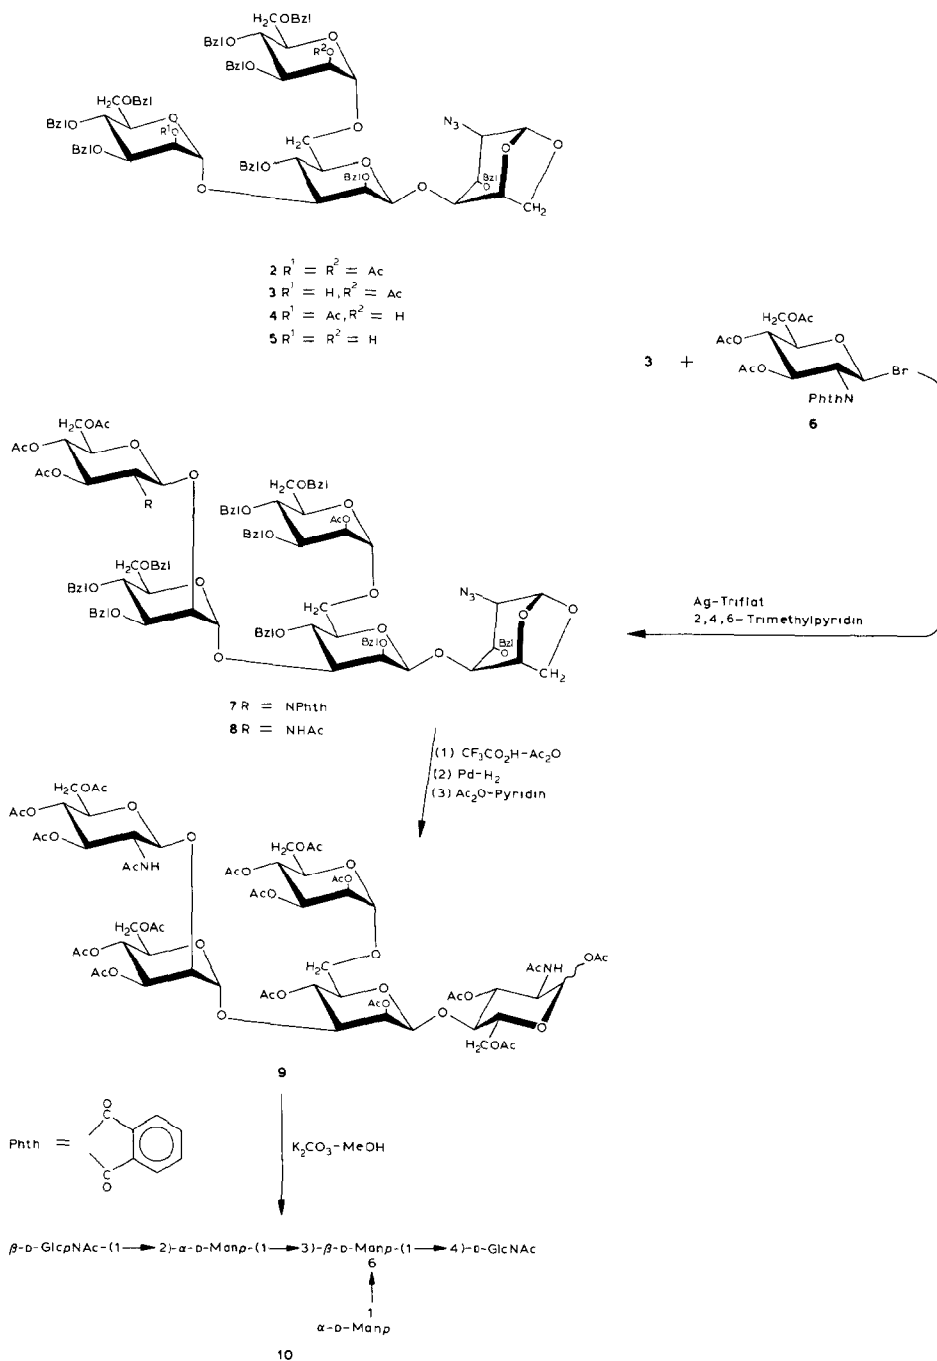 H₂COBzl
BzlO
O
R²O
BzlO
O
H₂COBzl
BzlO
O
R¹O
BzlO
O
H₂C
BzlO
O
BzlO
O
N₃
O
O
Bzl
O
CH₂
2 R¹ = R² = Ac
3 R¹ = H, R² = Ac
4 R¹ = Ac, R² = H
5 R¹ = R² = H
3 +
H₂COAc
AcO
O
AcO
Br
PhthN
6
H₂COAc
AcO
O
AcO
O
R
H₂COBzl
BzlO
O
AcO
BzlO
O
H₂COBzl
BzlO
O
BzlO
O
H₂C
BzlO
O
BzlO
O
N₃
O
O
Bzl
O
CH₂
Ag-Triflat
2,4,6-Trimethylpyridin
7 R = NPhth
8 R = NHAc
(1) CF₃CO₂H-Ac₂O
(2) Pd-H₂
(3) Ac₂O-Pyridin
H₂COAc
AcO
O
AcO
O
AcNH
H₂COAc
AcO
O
AcO
AcO
O
H₂COAc
AcO
O
AcO
O
H₂C
AcO
O
AcO
O
AcNH
OAc
AcO
O
H₂COAc
9
Phth =
O
C
C
O
K₂CO₃-MeOH
β-D-GlcpNAc-(1⟶2)-α-D-Manp-(1⟶3)-β-D-Manp-(1⟶4)-D-GlcNAc
6
↑
1
α-D-Manp
10